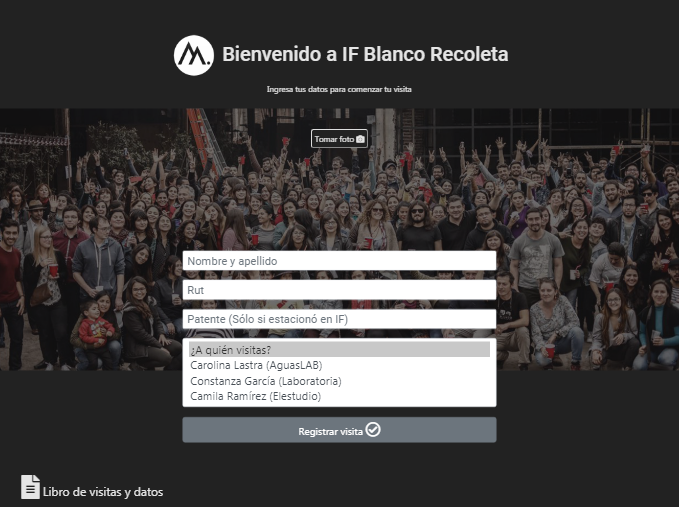 Bienvenido a IF Blanco Recoleta
Ingresa tus datos para comenzar tu visita
Tomar foto
Nombre y apellido
Rut
Patente (Sólo si estacionó en IF)
¿A quién visitas?
Carolina Lastra (AguasLAB)
Constanza García (Laboratoria)
Camila Ramírez (Elestudio)
Registrar visita
Libro de visitas y datos